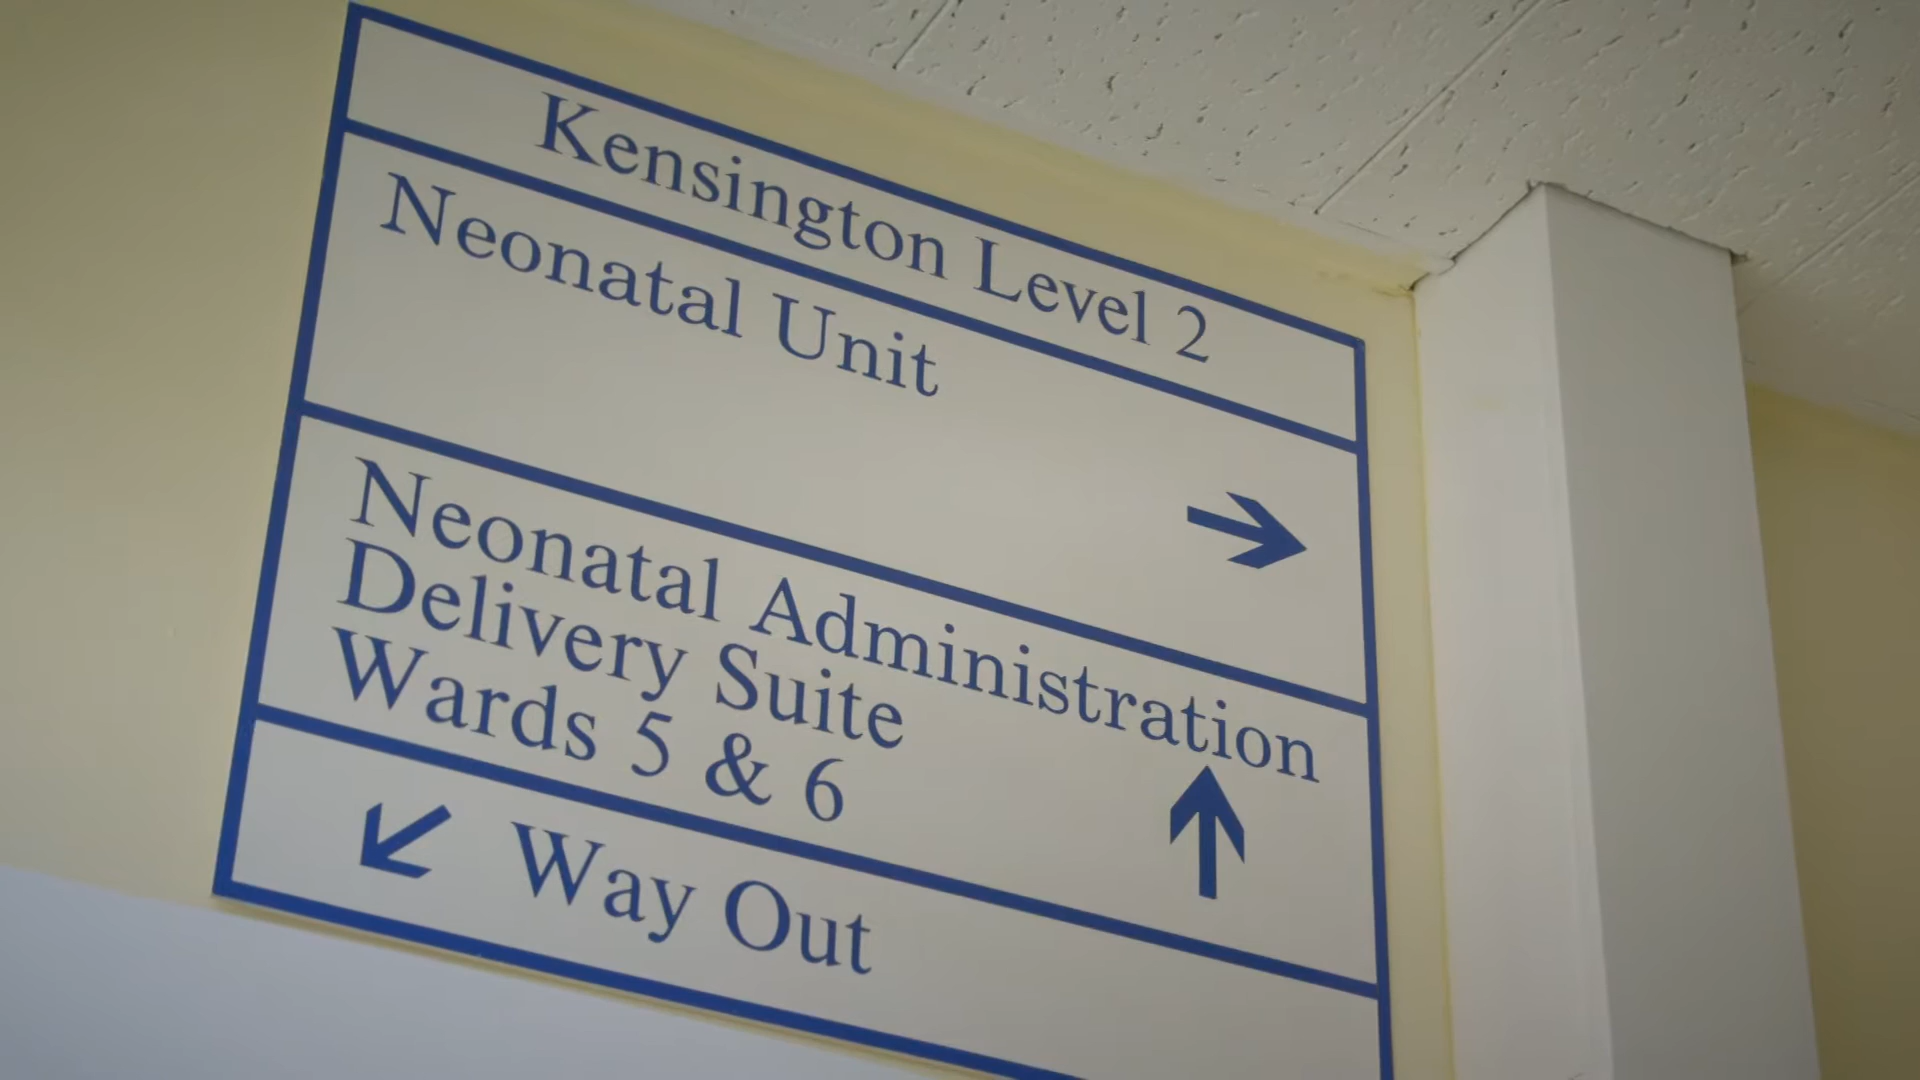 Kensington Level 2
Neonatal Unit
Neonatal Administration
Delivery Suite
Wards 5 & 6
Way Out